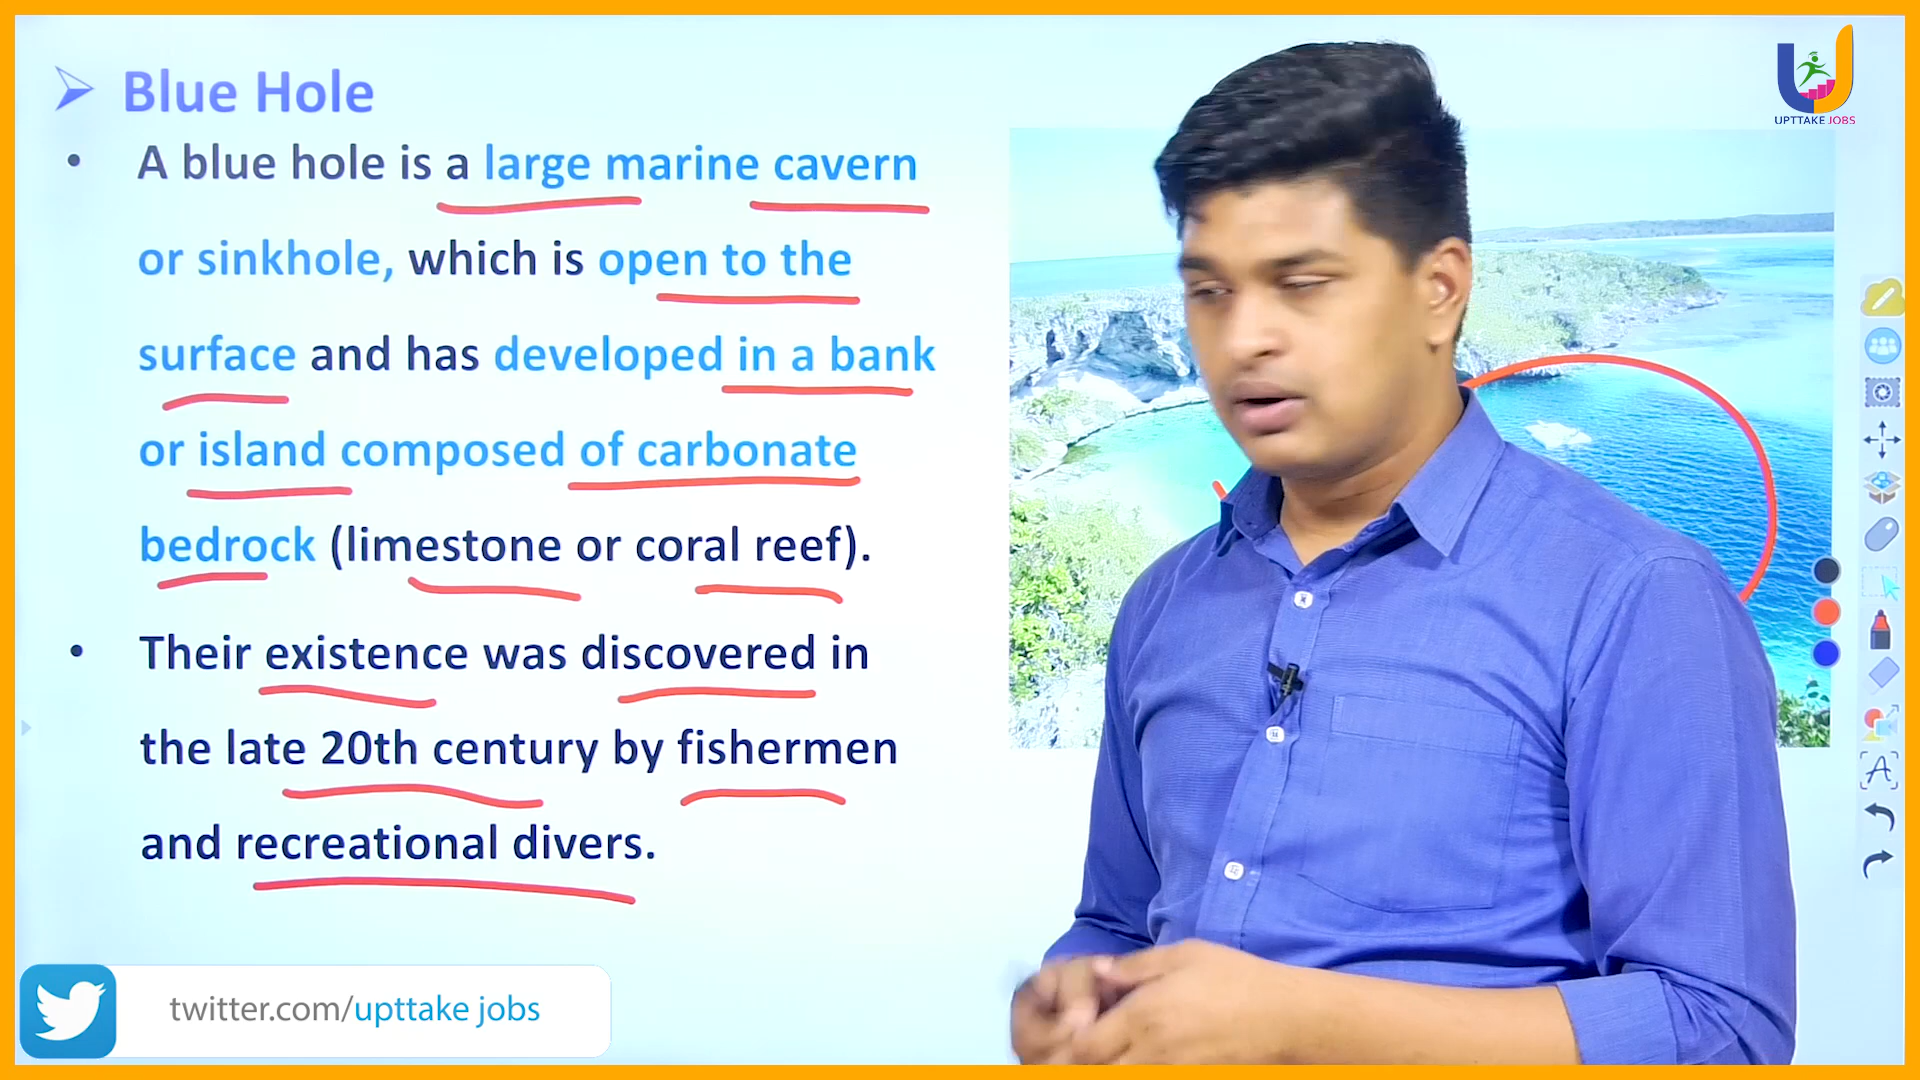 Blue Hole
UPTTAKE JOBS
• A blue hole is a large marine cavern
or sinkhole, which is open to the
surface and has developed in a bank
or island composed of carbonate
bedrock (limestone or coral reef).
• Their existence was discovered in
the late 20th century by fishermen
and recreational divers.
twitter.com/upttake jobs
A